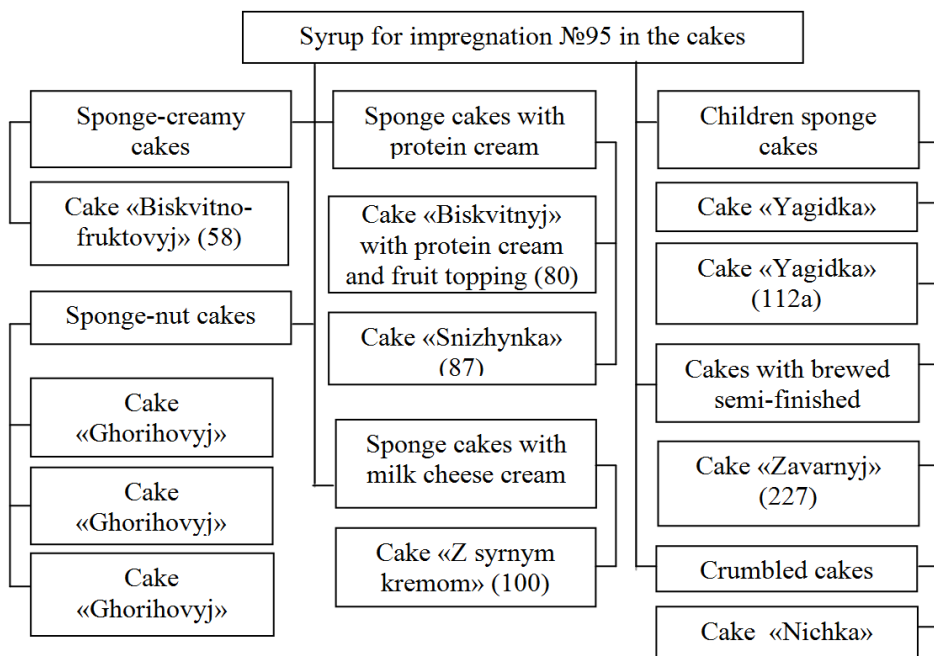 Syrup for impregnation №95 in the cakes
Sponge-creamy
cakes
Cake «Biskvitno-
fruktovyj» (58)
Sponge-nut cakes
Cake
«Ghorihovyj»
Cake
«Ghorihovyj»
Cake
«Ghorihovyj»
Sponge cakes with
protein cream
Cake «Biskvitnyj»
with protein cream
and fruit topping (80)
Cake «Snizhynka»
(87)
Sponge cakes with
milk cheese cream
Cake «Z syrnym
kremom» (100)
Children sponge
cakes
Cake «Yagidka»
Cake «Yagidka»
(112a)
Cakes with brewed
semi-finished
Cake «Zavarnyj»
(227)
Crumbled cakes
Cake «Nichka»